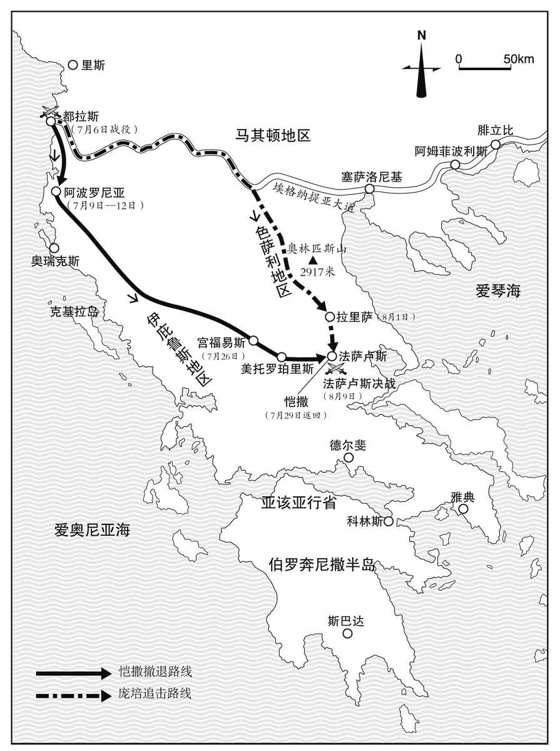 N
0 50km
里斯
都拉斯
(7月6日战役)
马其顿地区
腓立比
阿姆菲波利斯
塞萨洛尼基
埃格纳提亚大道
阿波罗尼亚
(7月9日—12日)
色萨利地区
奥林匹斯山
2917米
奥瑞克斯
爱琴海
克基拉岛
伊庇鲁斯地区
拉里萨(8月1日)
宫福易斯
(7月26日)
美托罗珀里斯
法萨卢斯
法萨卢斯决战
(8月9日)
恺撒
(7月29日返回)
德尔斐
亚该亚行省
雅典
科林斯
爱奥尼亚海
伯罗奔尼撒半岛
斯巴达
恺撒撤退路线
庞培追击路线